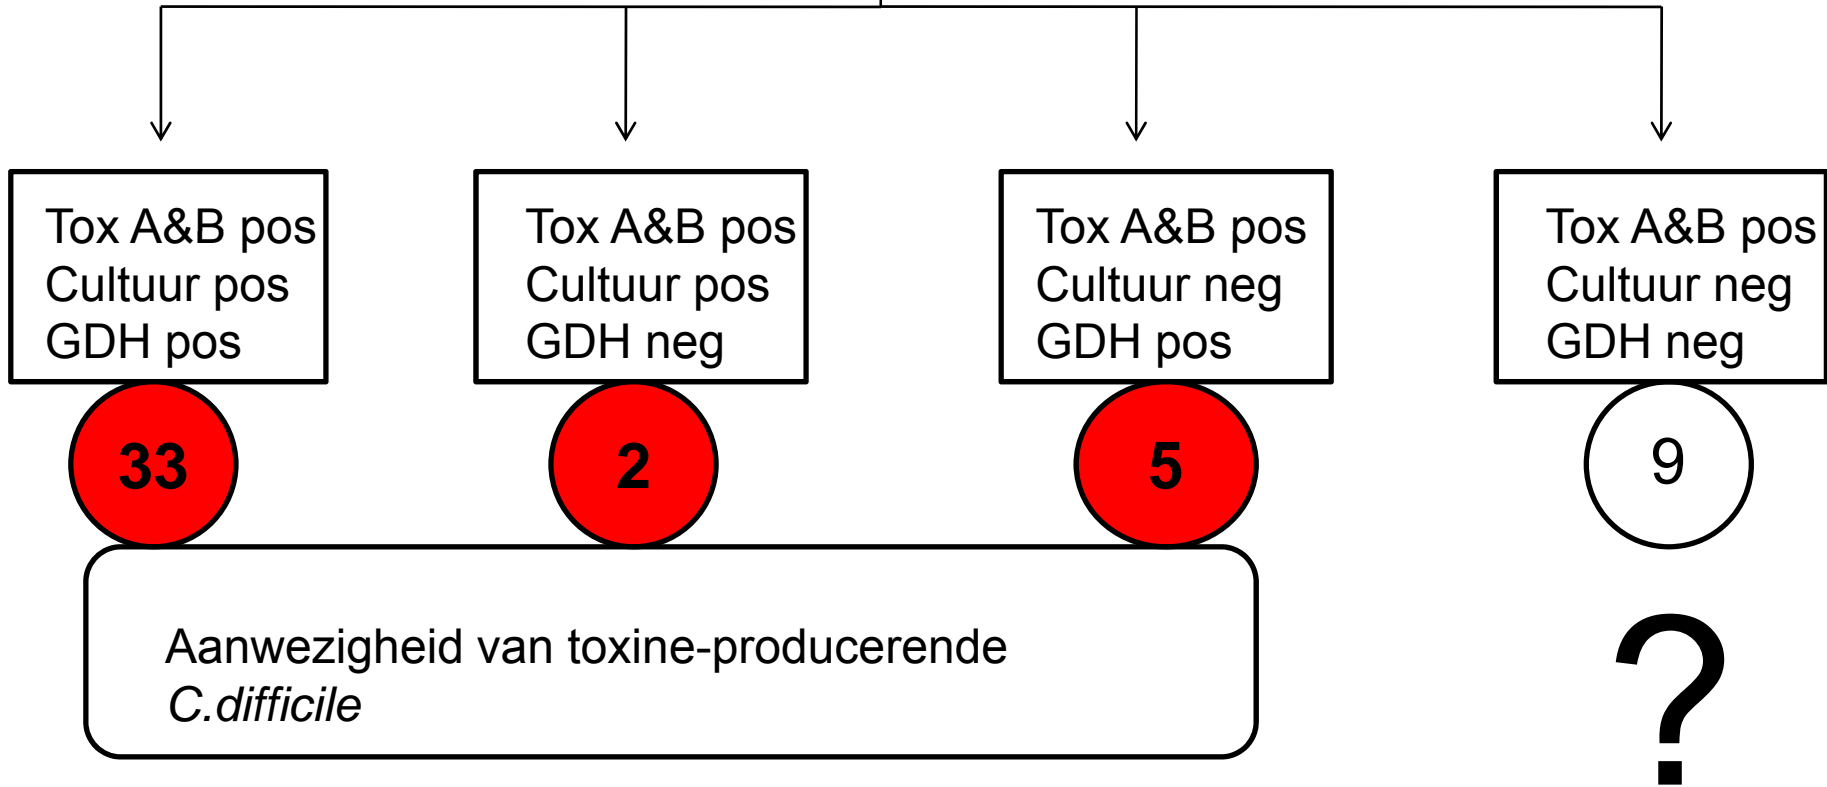 Tox A&B pos
Cultuur pos
GDH pos
Tox A&B pos
Cultuur pos
GDH neg
Tox A&B pos
Cultuur neg
GDH pos
Tox A&B pos
Cultuur neg
GDH neg
33
2
5
9
Aanwezigheid van toxine-producerende
C.difficile
?